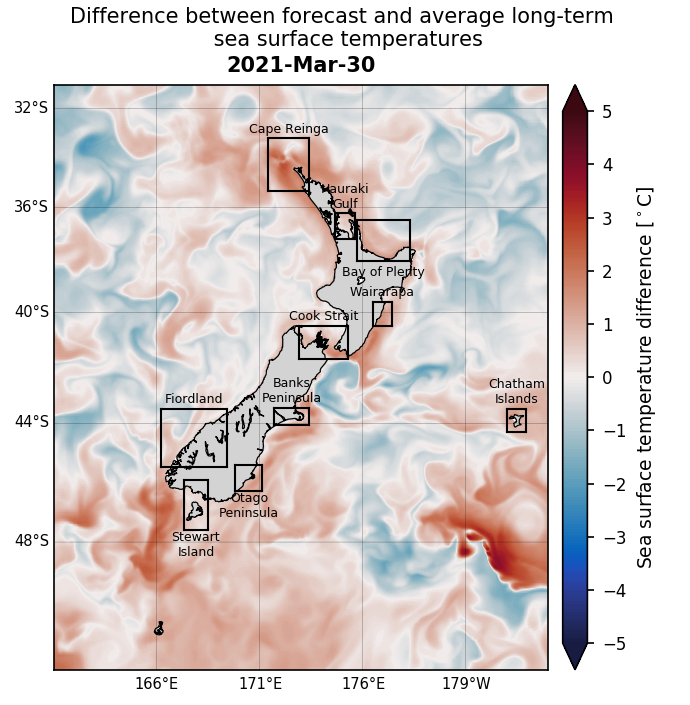 Difference between forecast and average long-term
sea surface temperatures
2021-Mar-30
32°S
36°S
40°S
44°S
48°S
166°E
171°E
176°E
179°W
Cape Reinga
Hauraki
Gulf
Bay of Plenty
Wairarapa
Cook Strait
Banks
Peninsula
Fiordland
Chatham
Islands
Otago
Peninsula
Stewart
Island
5
4
3
2
1
0
−1
−2
−3
−4
−5
Sea surface temperature difference [°C]